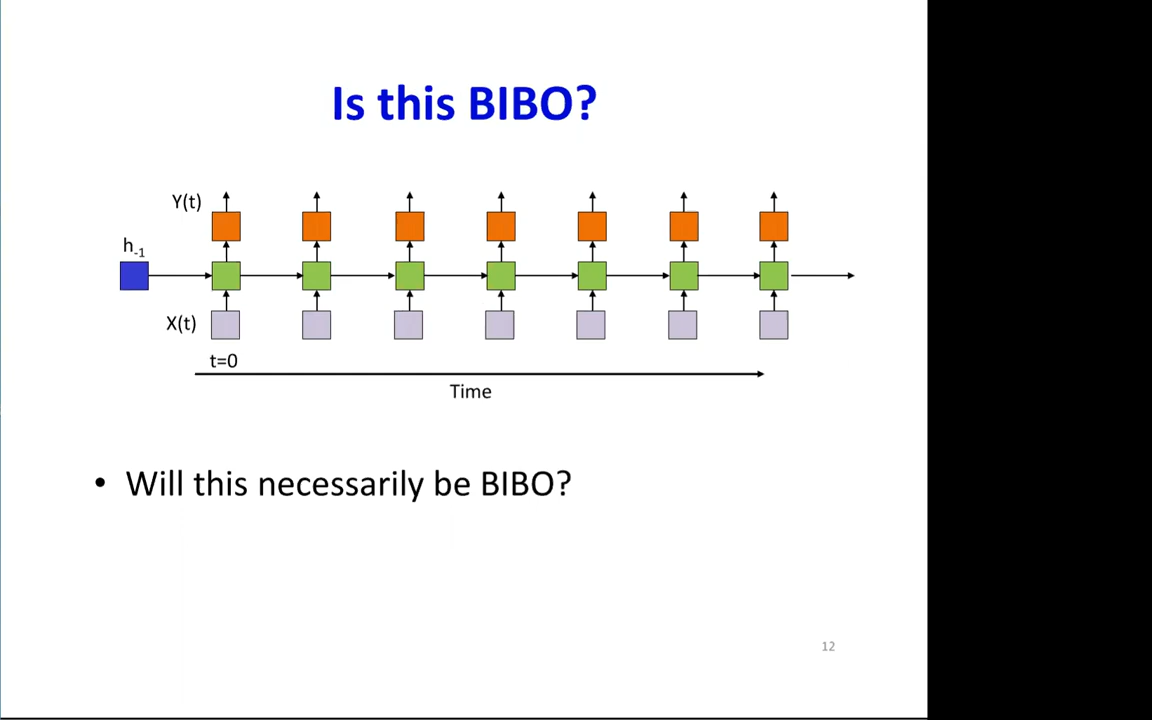 Is this BIBO?
Y(t)
h-1
X(t)
t=0
Time
• Will this necessarily be BIBO?
12